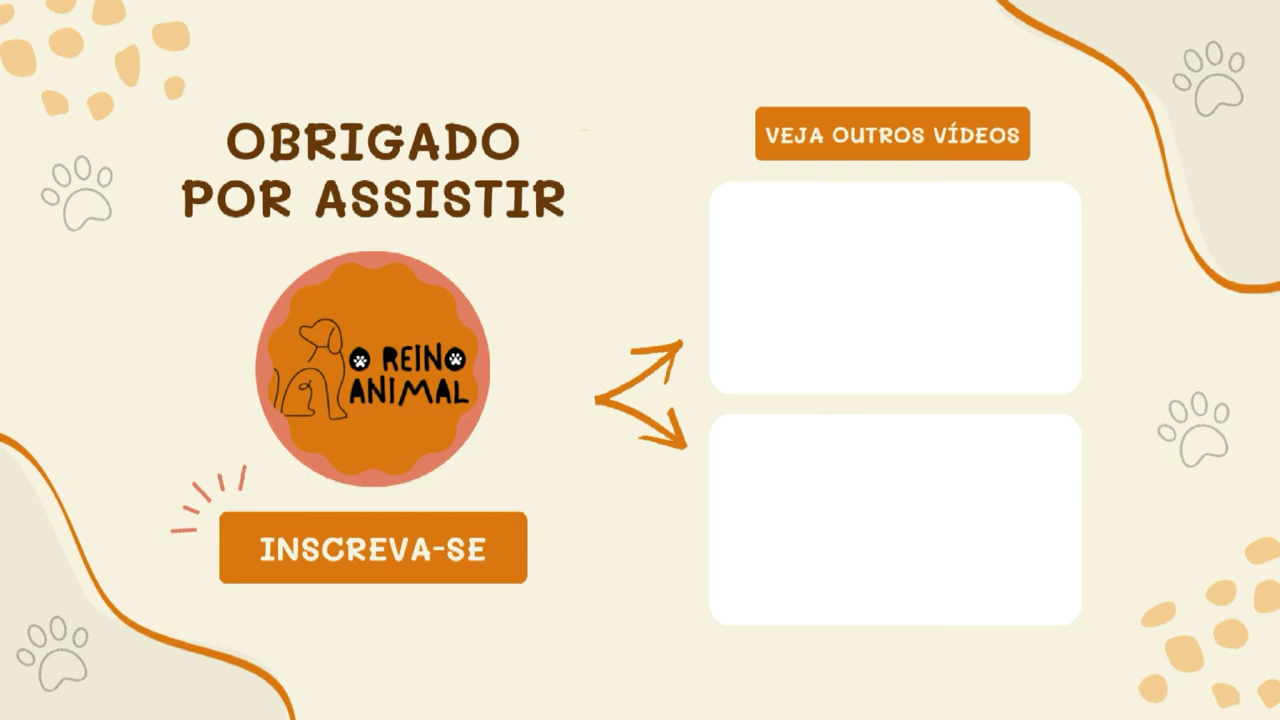 OBRIGADO
POR ASSISTIR
O REINO
ANIMAL
INSCREVA-SE
VEJA OUTROS VÍDEOS